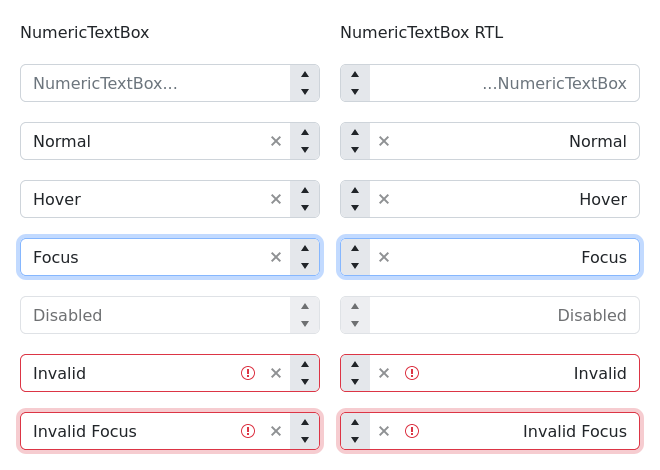 NumericTextBox
NumericTextBox...
Normal
Hover
Focus
Disabled
Invalid
Invalid Focus
NumericTextBox RTL
...NumericTextBox
Normal
Hover
Focus
Disabled
Invalid
Invalid Focus